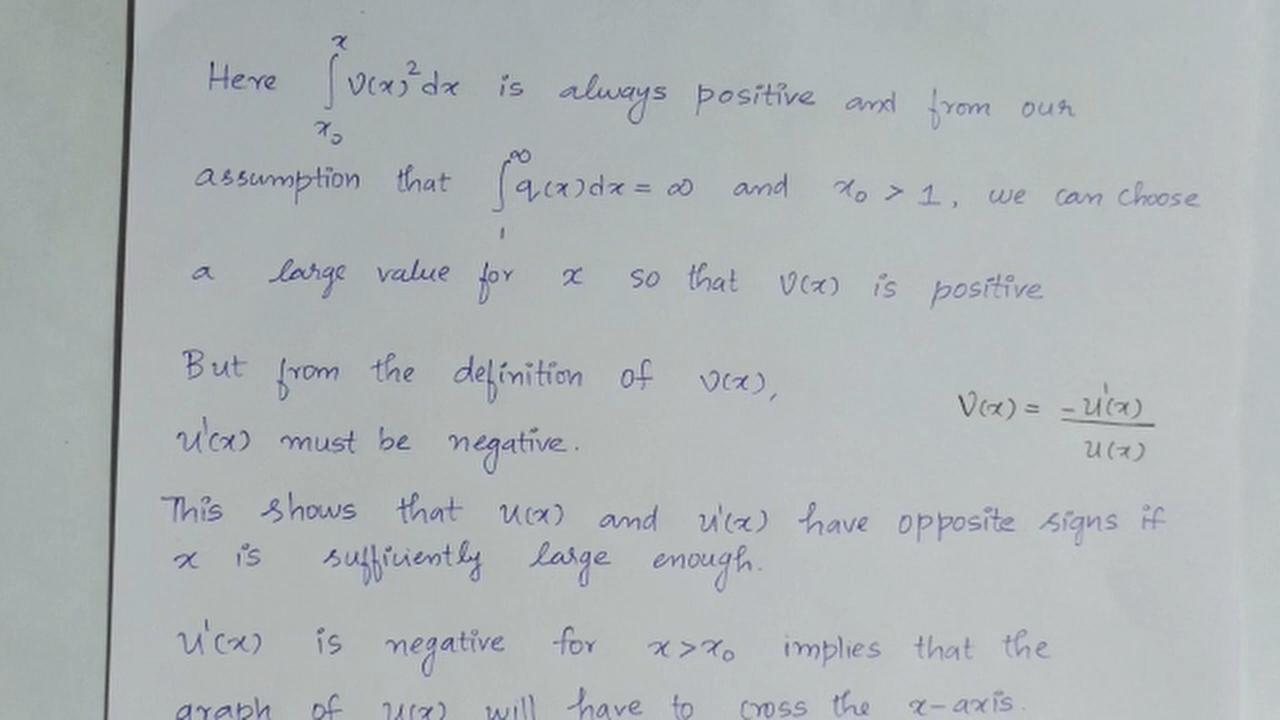 Here ∫ₓ₀ˣ v(x)² dx is always positive and from our
assumption that ∫₁^∞ q(x) dx = ∞ and x₀ > 1, we can choose
a large value for x so that v(x) is positive
But from the definition of v(x),
v(x) = -u'(x) / u(x)
u'(x) must be negative.
This shows that u(x) and u'(x) have opposite signs if
x is sufficiently large enough.
u'(x) is negative for x > x₀ implies that the
graph of u(x) will have to cross the x-axis.